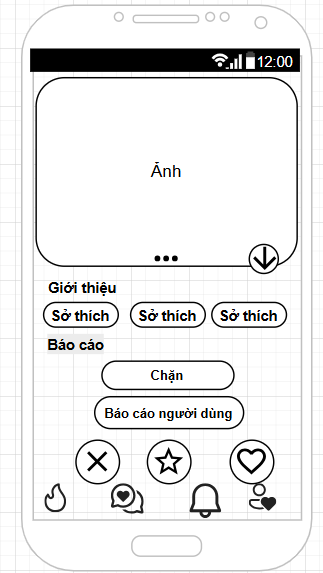 12:00
Ảnh
Giới thiệu
Sở thích Sở thích Sở thích
Báo cáo
Chặn
Báo cáo người dùng